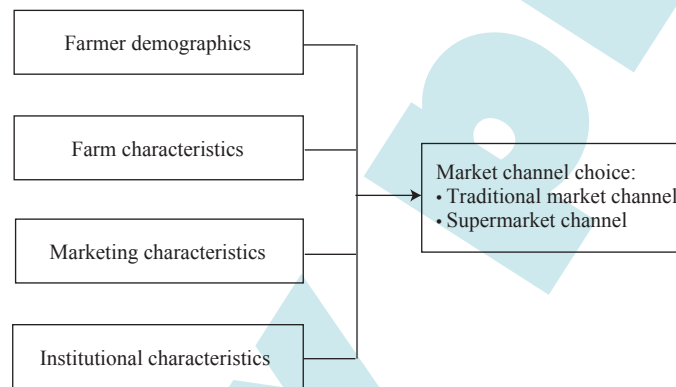 Farmer demographics
Farm characteristics
Marketing characteristics
Institutional characteristics
Market channel choice:
• Traditional market channel
• Supermarket channel